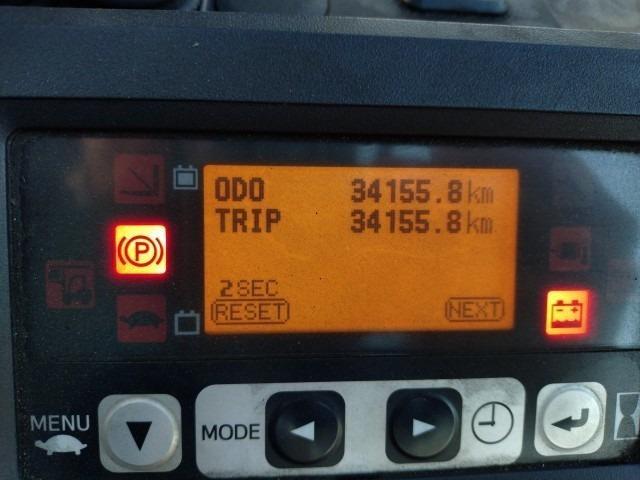 ODO 34155.8km
TRIP 34155.8km
2SEC
RESET NEXT
P
MENU
MODE